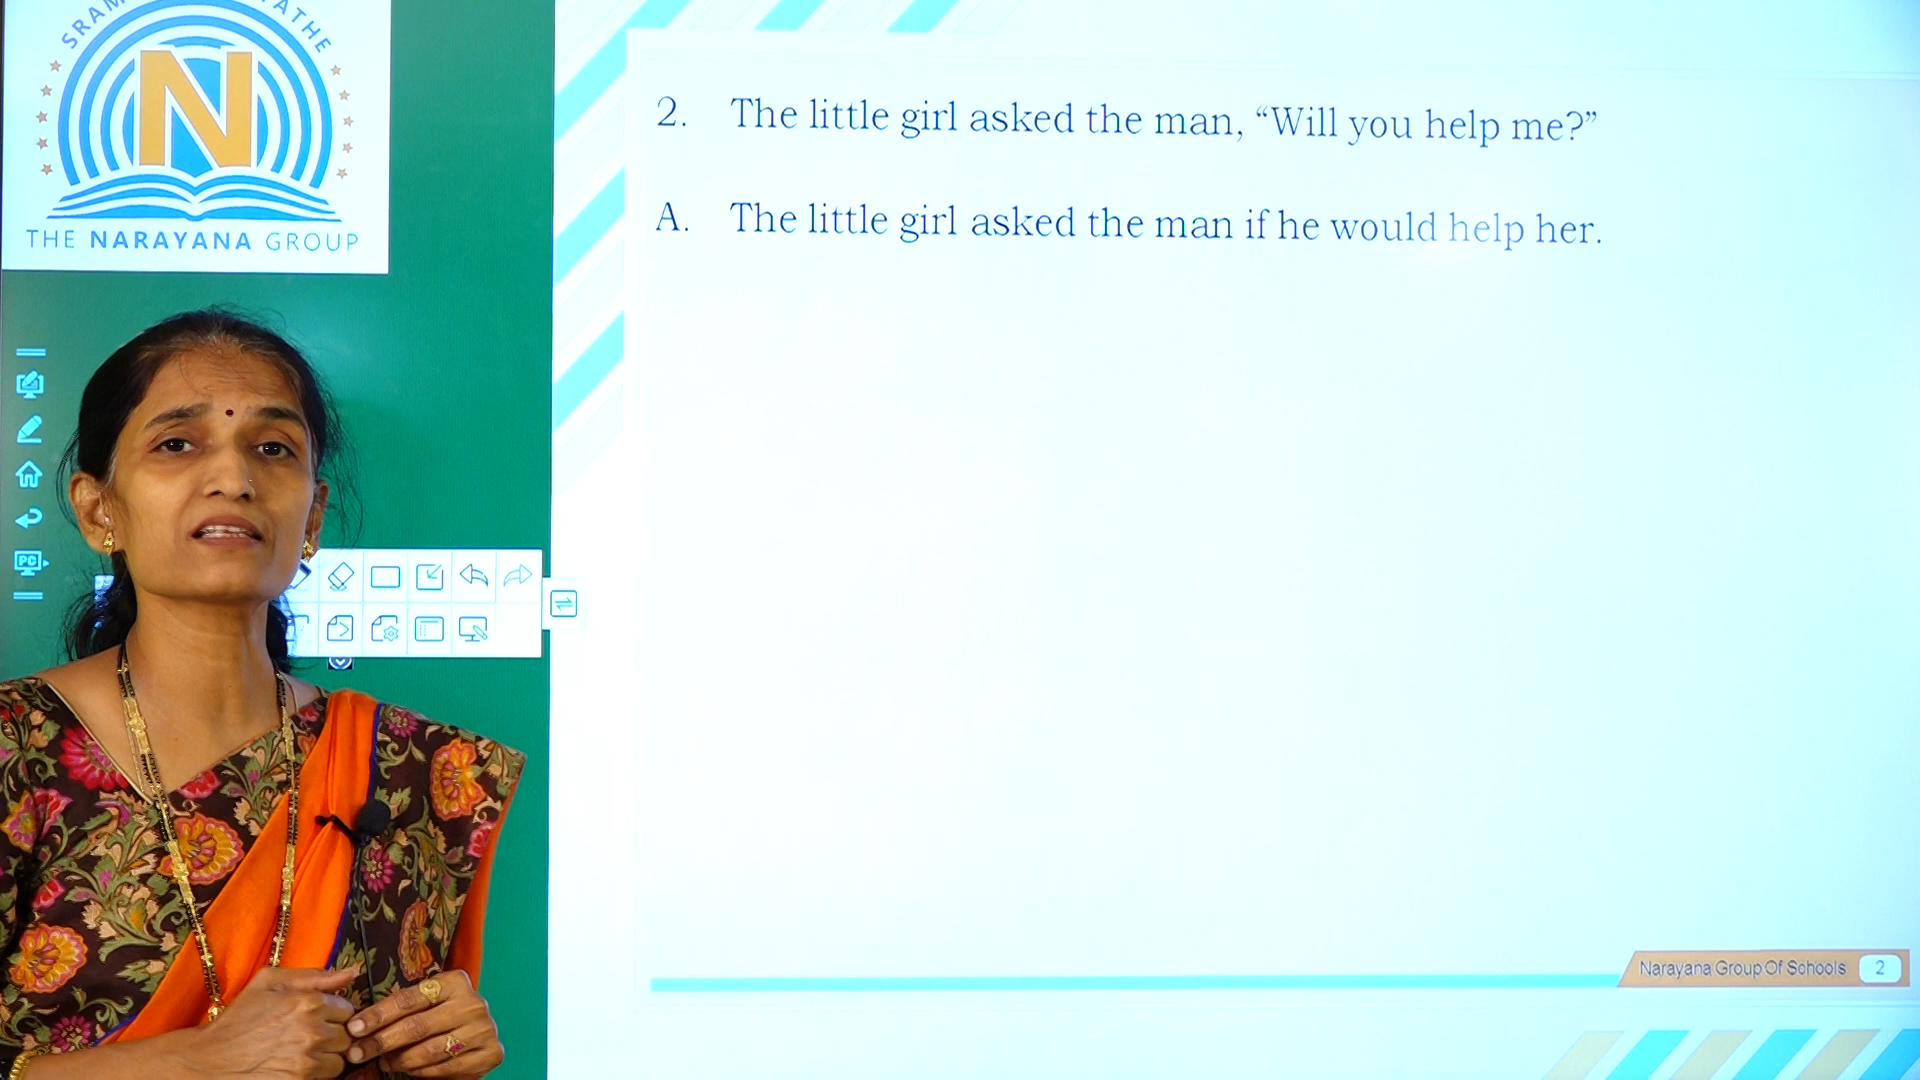 N
THE NARAYANA GROUP
2. The little girl asked the man, “Will you help me?”
A. The little girl asked the man if he would help her.
PC
Narayana Group Of Schools 2